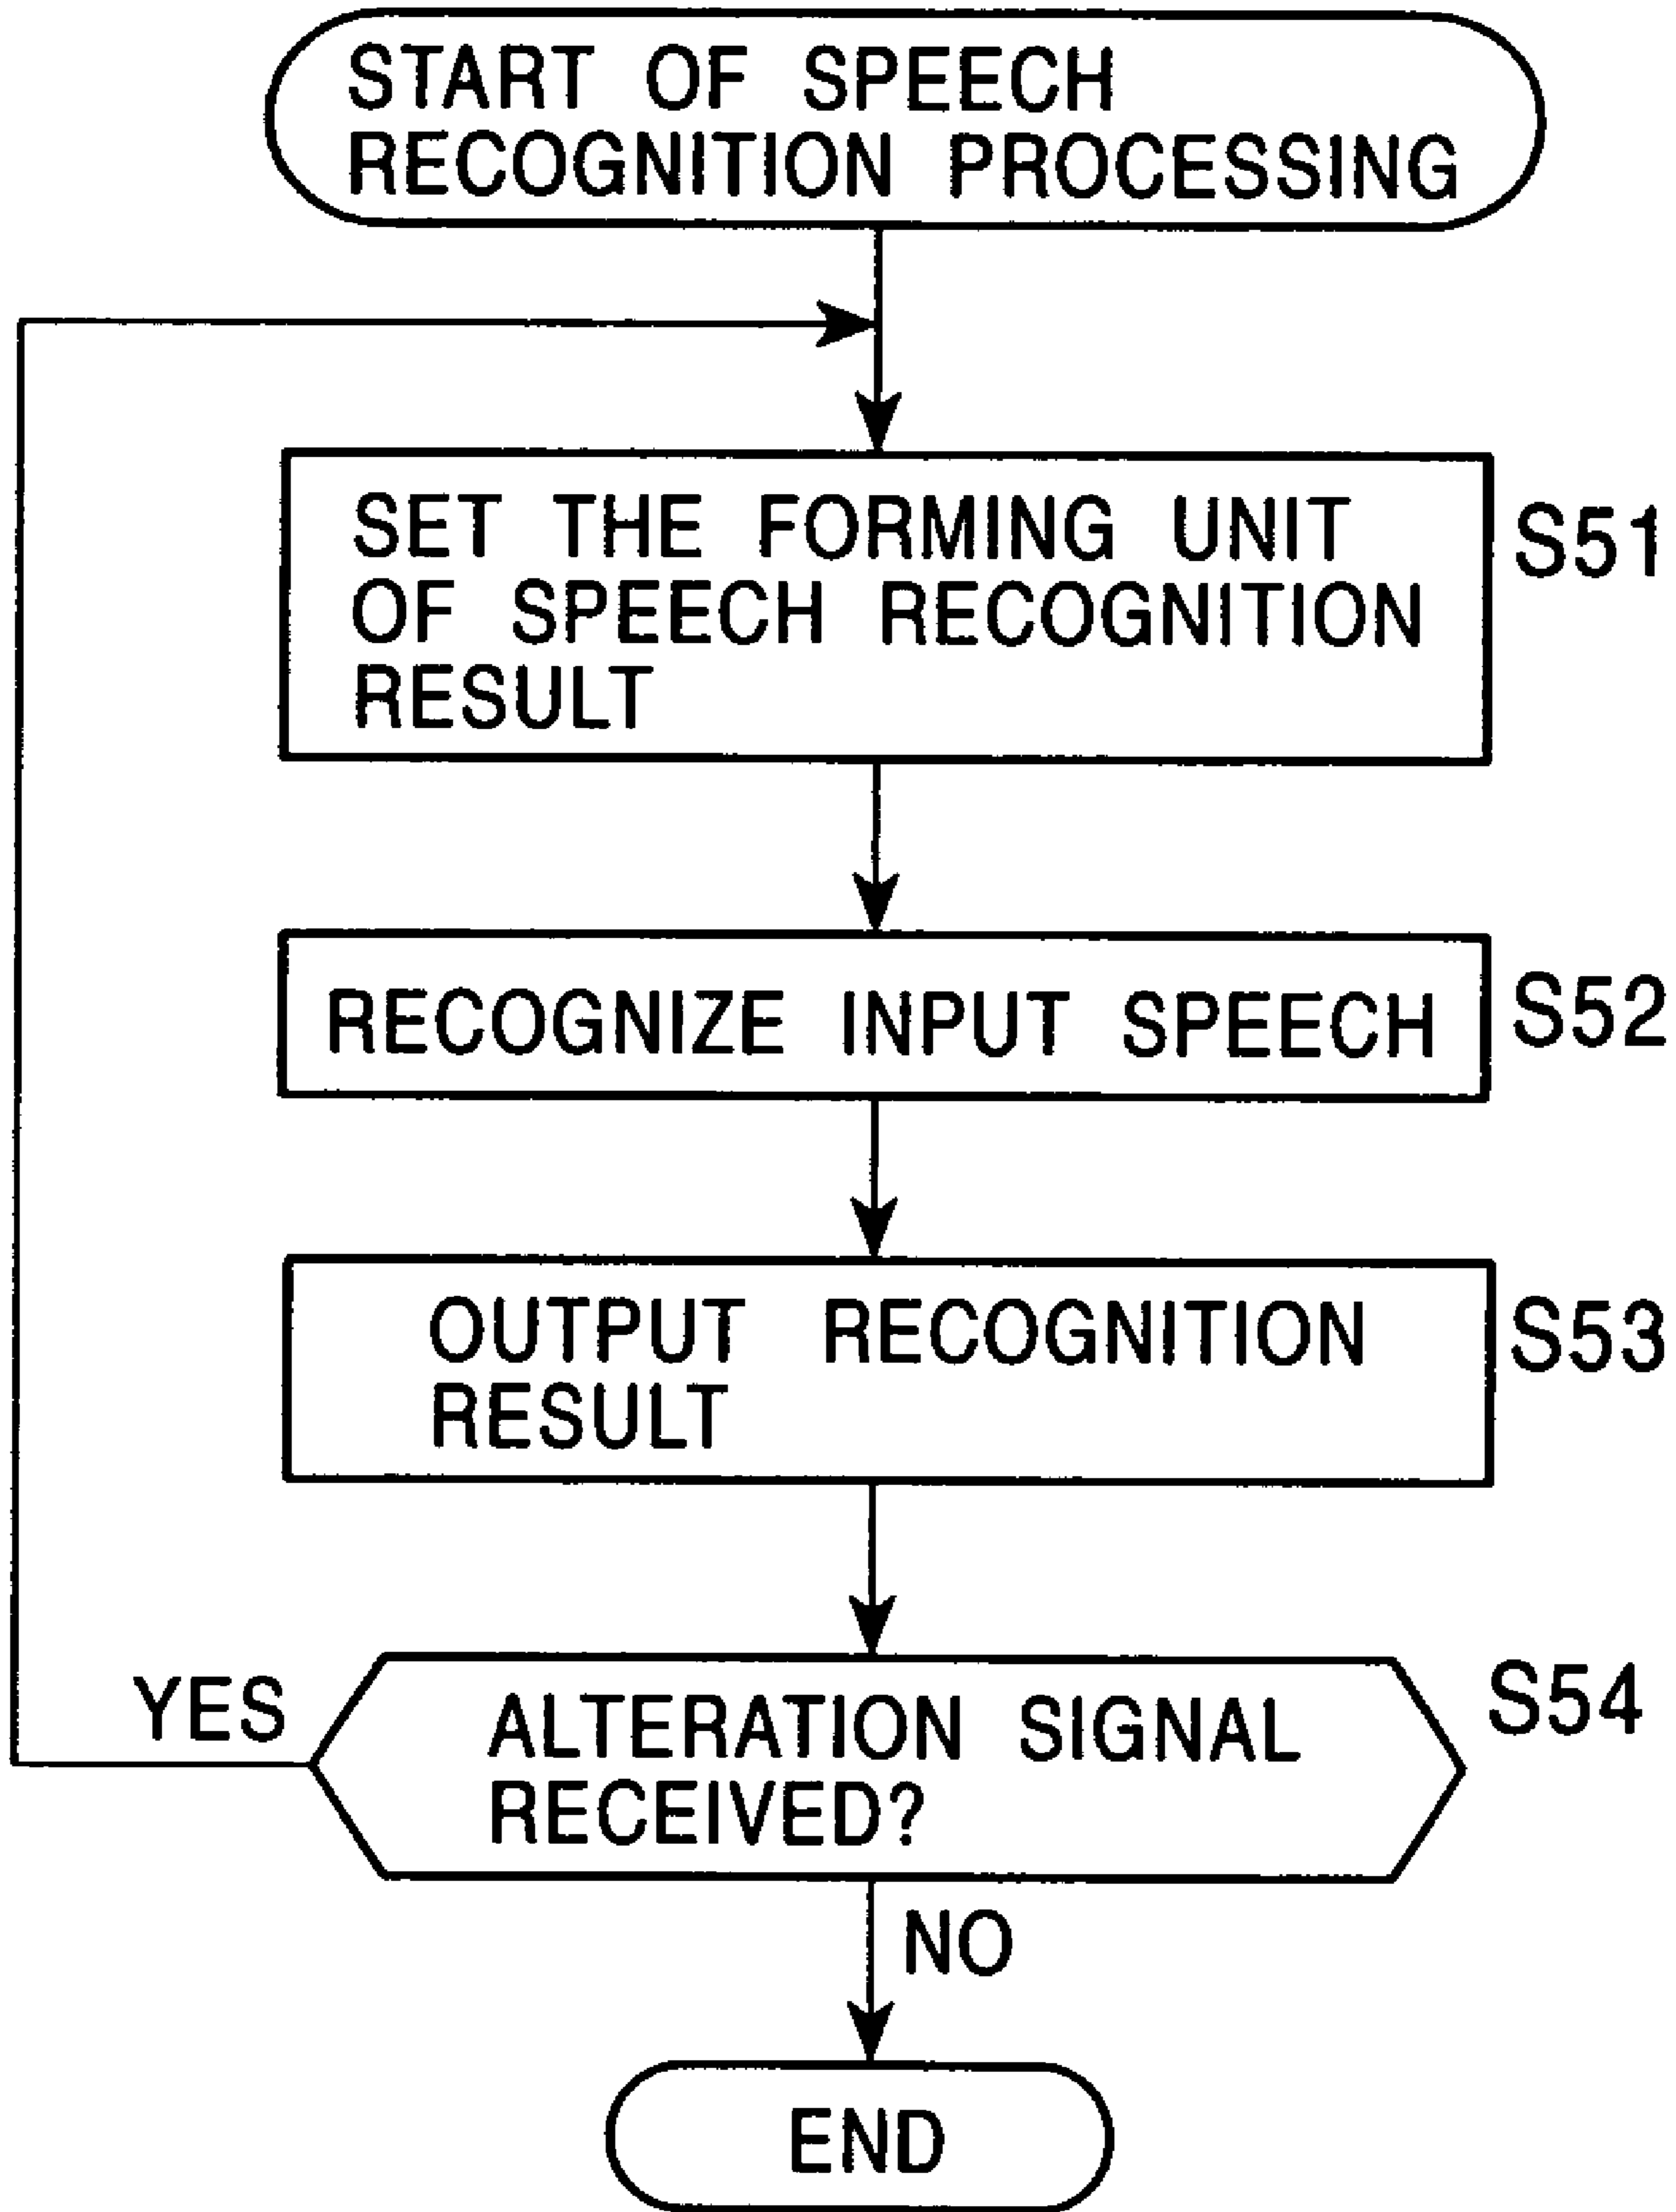 START OF SPEECH
RECOGNITION PROCESSING
SET THE FORMING UNIT
OF SPEECH RECOGNITION
RESULT
S51
RECOGNIZE INPUT SPEECH
S52
OUTPUT RECOGNITION
RESULT
S53
YES
ALTERATION SIGNAL
RECEIVED?
S54
NO
END